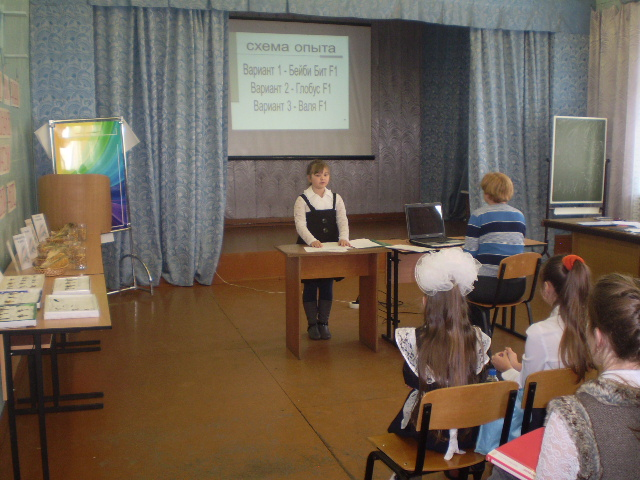 схема опыта
Вариант 1 - Бейби Бит F1
Вариант 2 - Глобус F1
Вариант 3 - Валя F1